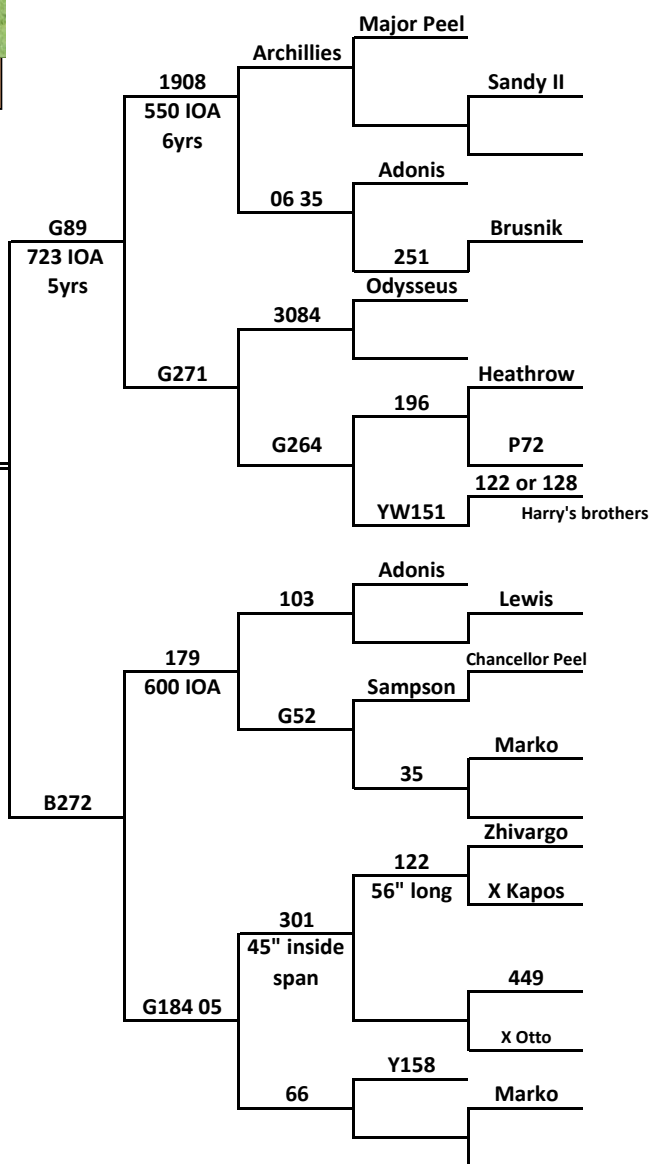 Major Peel
Archillies
1908
Sandy II
550 IOA
6yrs
Adonis
06 35
G89
Brusnik
723 IOA
251
5yrs
Odysseus
3084
G271
Heathrow
196
G264
P72
122 or 128
YW151
Harry's brothers
Adonis
103
Lewis
179
Chancellor Peel
600 IOA
Sampson
G52
Marko
35
B272
Zhivargo
122
56" long
X Kapos
301
45" inside
span
449
G184 05
X Otto
Y158
66
Marko